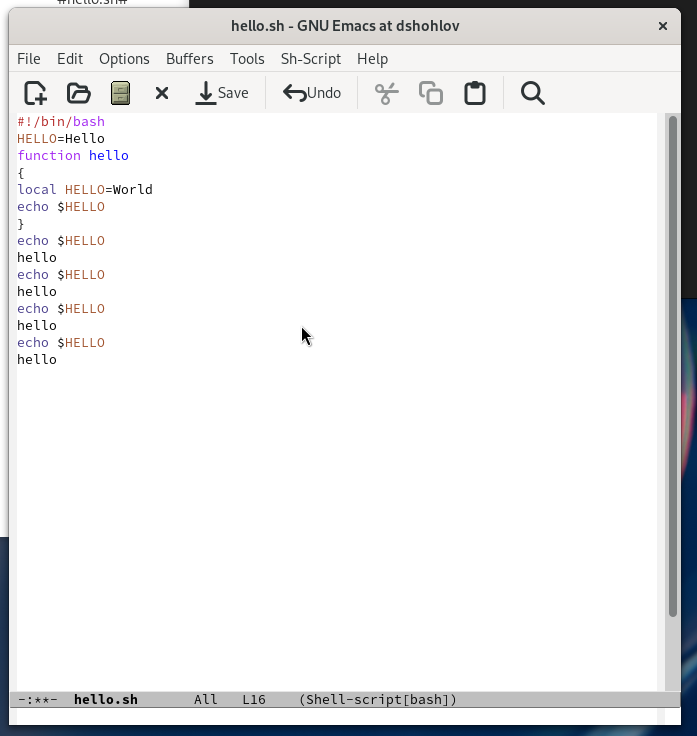 #hello.sh#
hello.sh - GNU Emacs at dshohlov
File Edit Options Buffers Tools Sh-Script Help
Save Undo
#!/bin/bash
HELLO=Hello
function hello
{
local HELLO=World
echo $HELLO
}
echo $HELLO
hello
echo $HELLO
hello
echo $HELLO
hello
echo $HELLO
hello
-:**- hello.sh All L16 (Shell-script[bash])